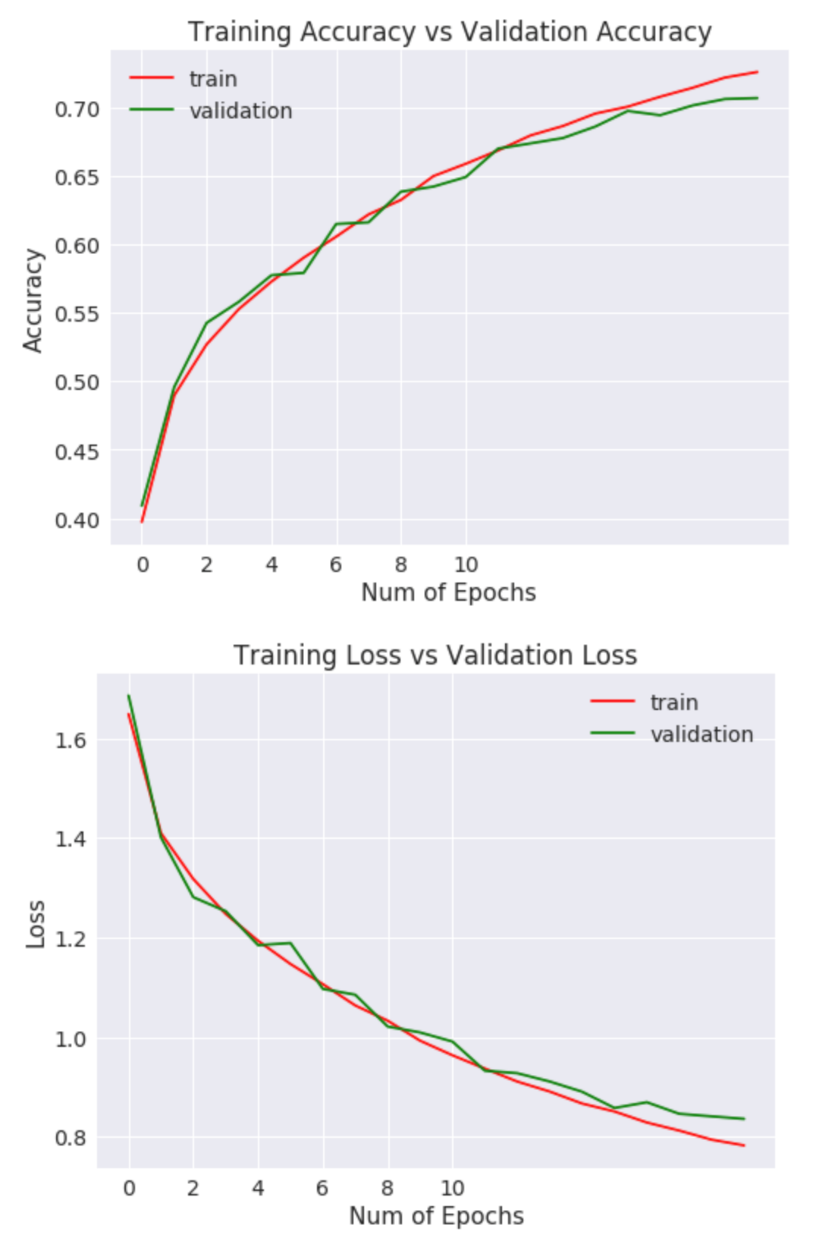 Training Accuracy vs Validation Accuracy
train
validation
0.70
0.65
0.60
0.55
0.50
0.45
0.40
Accuracy
0 2 4 6 8 10
Num of Epochs
Training Loss vs Validation Loss
train
validation
1.6
1.4
1.2
1.0
0.8
Loss
0 2 4 6 8 10
Num of Epochs